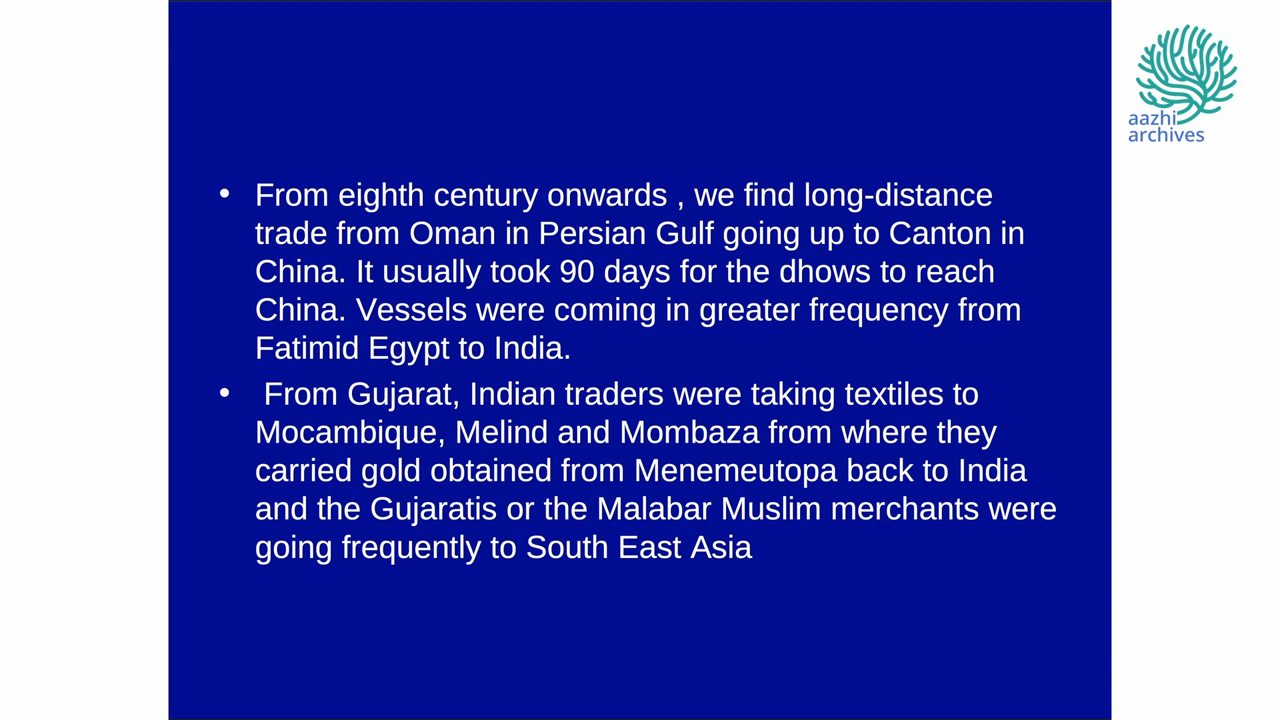 • From eighth century onwards , we find long-distance
trade from Oman in Persian Gulf going up to Canton in
China. It usually took 90 days for the dhows to reach
China. Vessels were coming in greater frequency from
Fatimid Egypt to India.
• From Gujarat, Indian traders were taking textiles to
Mocambique, Melind and Mombaza from where they
carried gold obtained from Menemeutopa back to India
and the Gujaratis or the Malabar Muslim merchants were
going frequently to South East Asia
aazhi
archives